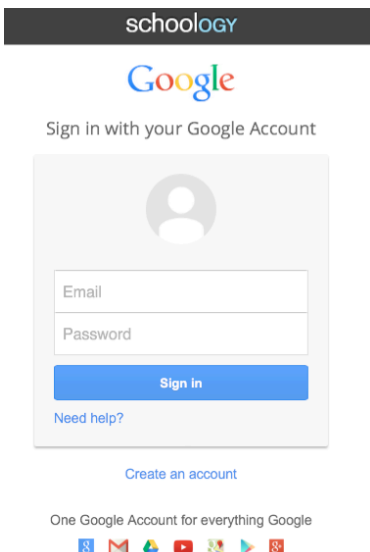 schoology
Google
Sign in with your Google Account
Email
Password
Sign in
Need help?
Create an account
One Google Account for everything Google